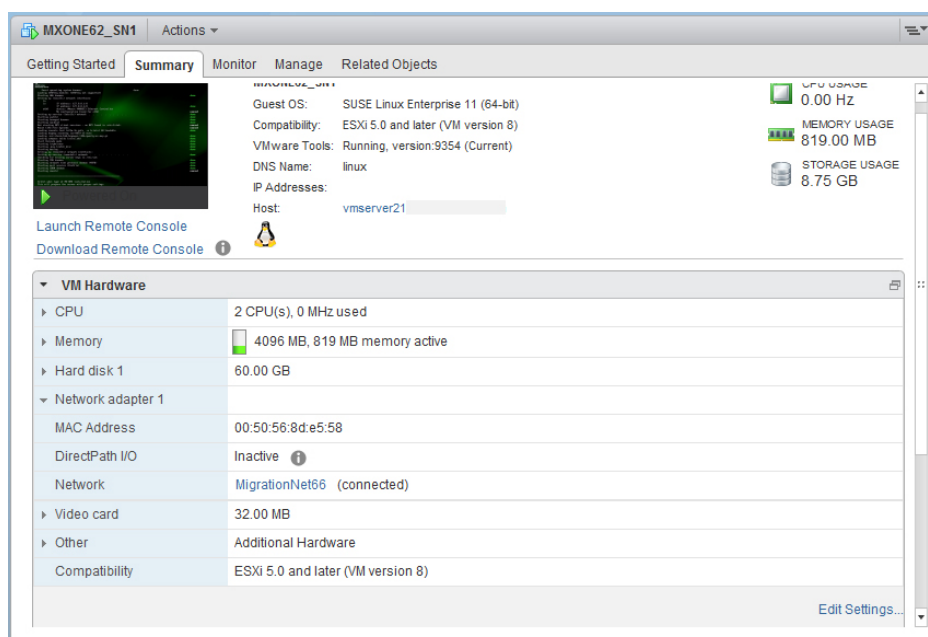 MXONE62_SN1 Actions
Getting Started Summary Monitor Manage Related Objects
MXONE62_SN1
CPU USAGE
0.00 Hz
Guest OS: SUSE Linux Enterprise 11 (64-bit)
Compatibility: ESXi 5.0 and later (VM version 8)
MEMORY USAGE
819.00 MB
VMware Tools: Running, version:9354 (Current)
DNS Name: linux
STORAGE USAGE
8.75 GB
IP Addresses:
Host: vmserver21
Powered On
Launch Remote Console
Download Remote Console
VM Hardware
CPU 2 CPU(s), 0 MHz used
Memory 4096 MB, 819 MB memory active
Hard disk 1 60.00 GB
Network adapter 1
MAC Address 00:50:56:8d:e5:58
DirectPath I/O Inactive
Network MigrationNet66 (connected)
Video card 32.00 MB
Other Additional Hardware
Compatibility ESXi 5.0 and later (VM version 8)
Edit Settings...